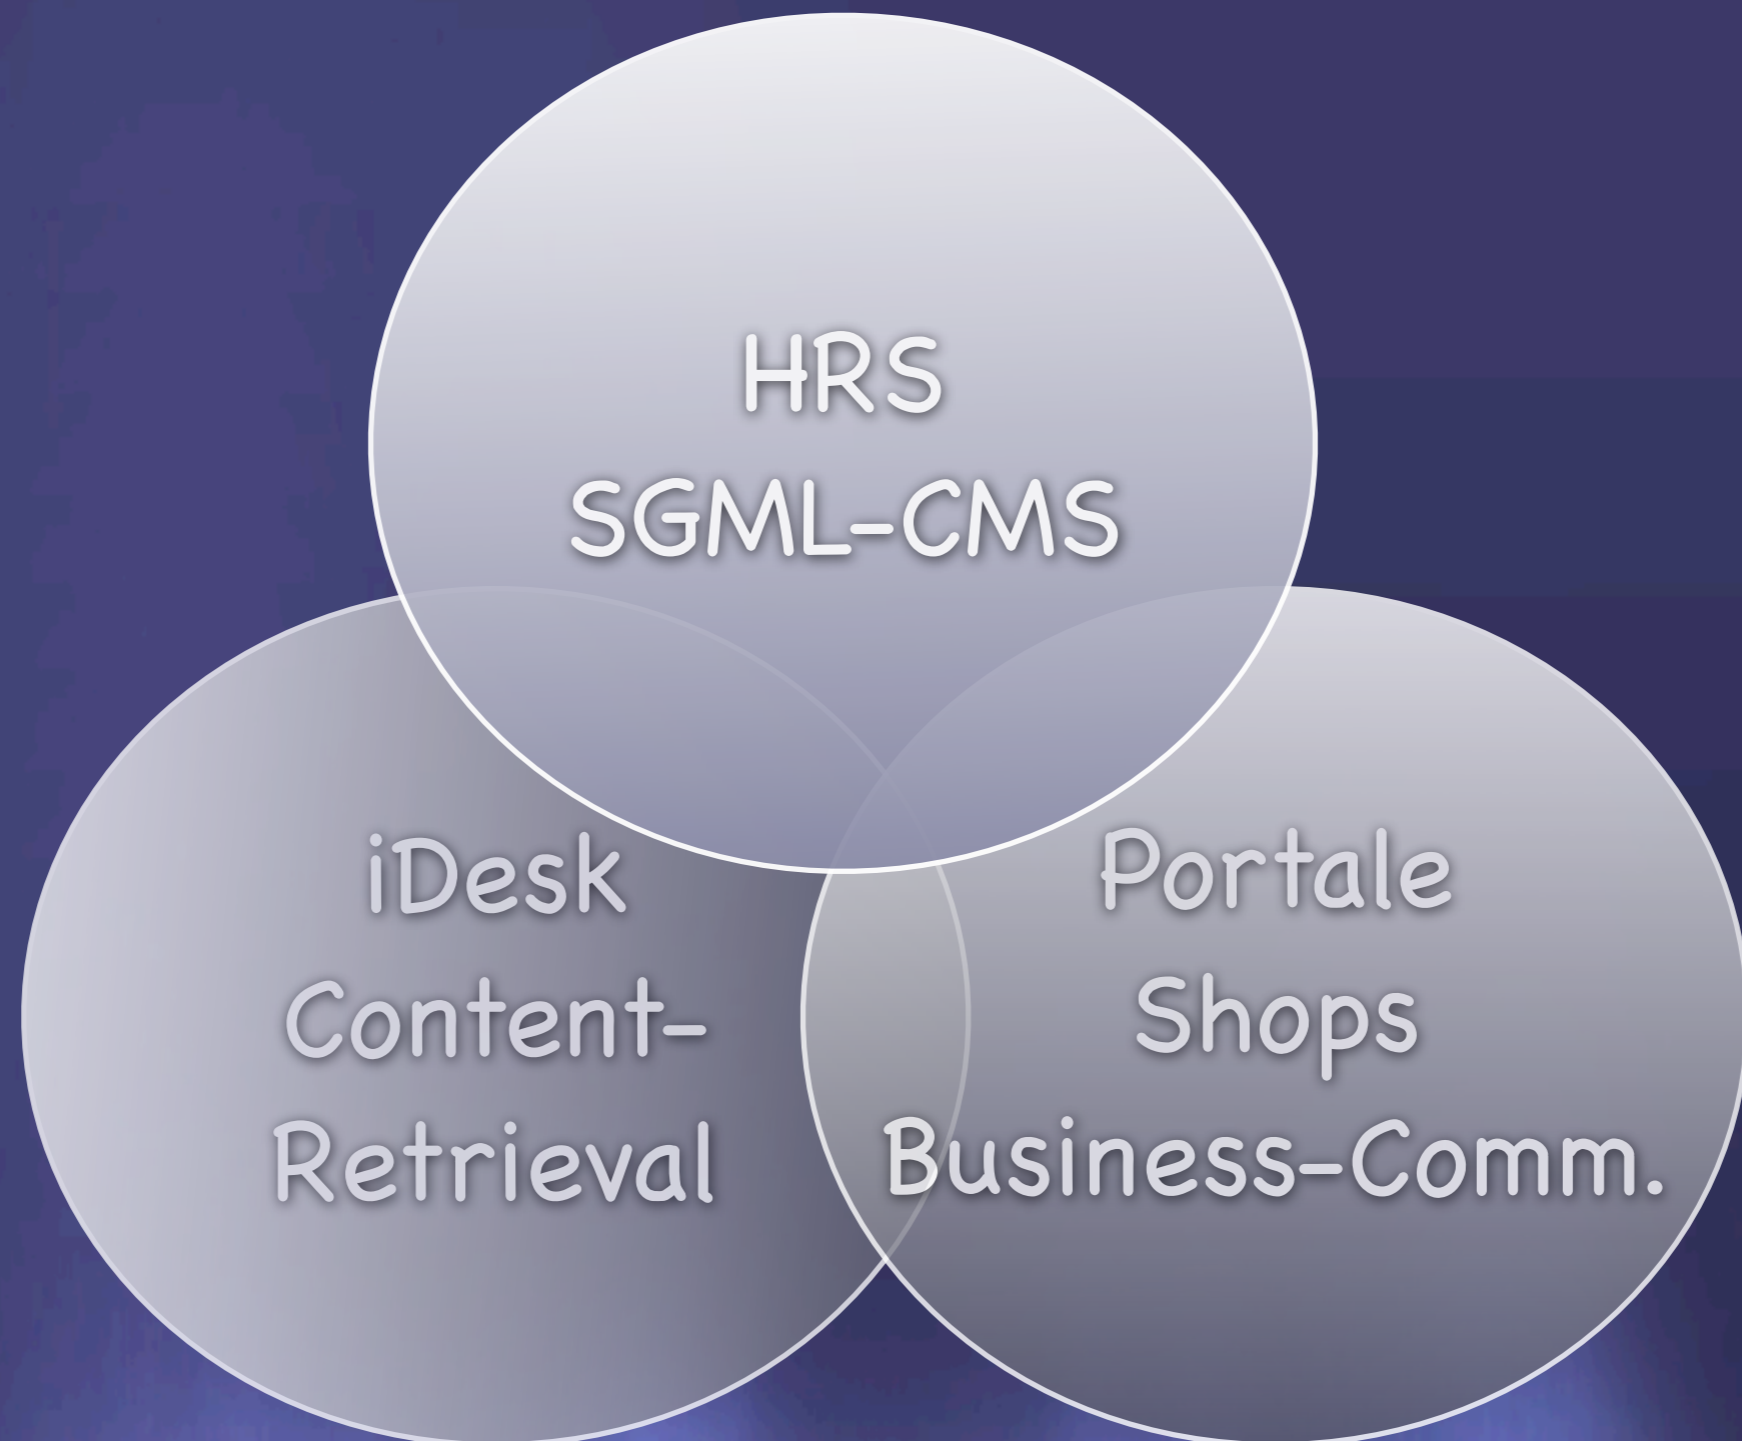 HRS
SGML-CMS
iDesk
Content-
Retrieval
Portale
Shops
Business-Comm.